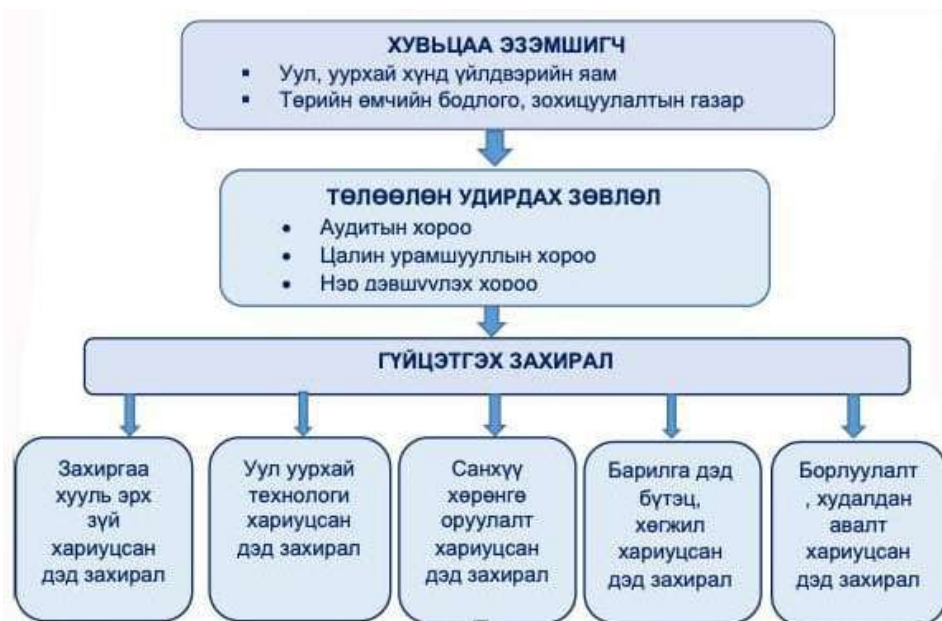 ХУВЬЦАА ЭЗЭМШИГЧ
▪ Уул, уурхай хүнд үйлдвэрийн яам
▪ Төрийн өмчийн бодлого, зохицуулалтын газар
ТӨЛӨӨЛӨН УДИРДАХ ЗӨВЛӨЛ
• Аудитын хороо
• Цалин урамшууллын хороо
• Нэр дэвшүүлэх хороо
ГҮЙЦЭТГЭХ ЗАХИРАЛ
Захиргаа
хууль эрх
зүй
хариуцсан
дэд захирал
Уул уурхай
технологи
хариуцсан
дэд захирал
Санхүү
хөрөнгө
оруулалт
хариуцсан
дэд захирал
Барилга дэд
бүтэц,
хөгжил
хариуцсан
дэд захирал
Борлуулалт
, худалдан
авалт
хариуцсан
дэд захирал